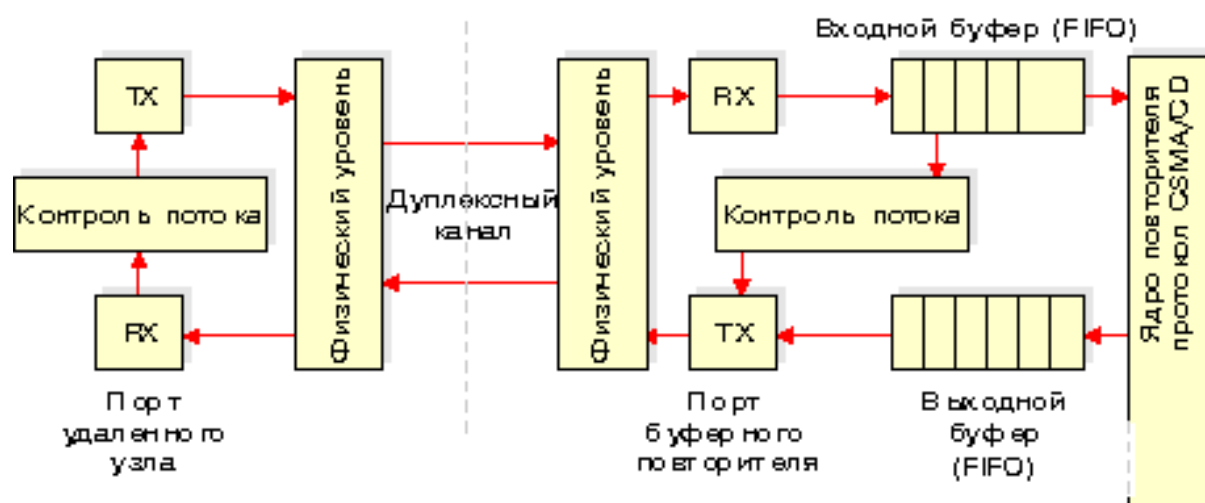 Входной буфер (FIFO)
TX
Физический уровень
Физический уровень
RX
Ядро повторителя
протокол CSMA/CD
Контроль потока
Дуплексный
канал
Контроль потока
RX
TX
Порт
удаленного
узла
Порт
буферного
повторителя
Выходной
буфер
(FIFO)